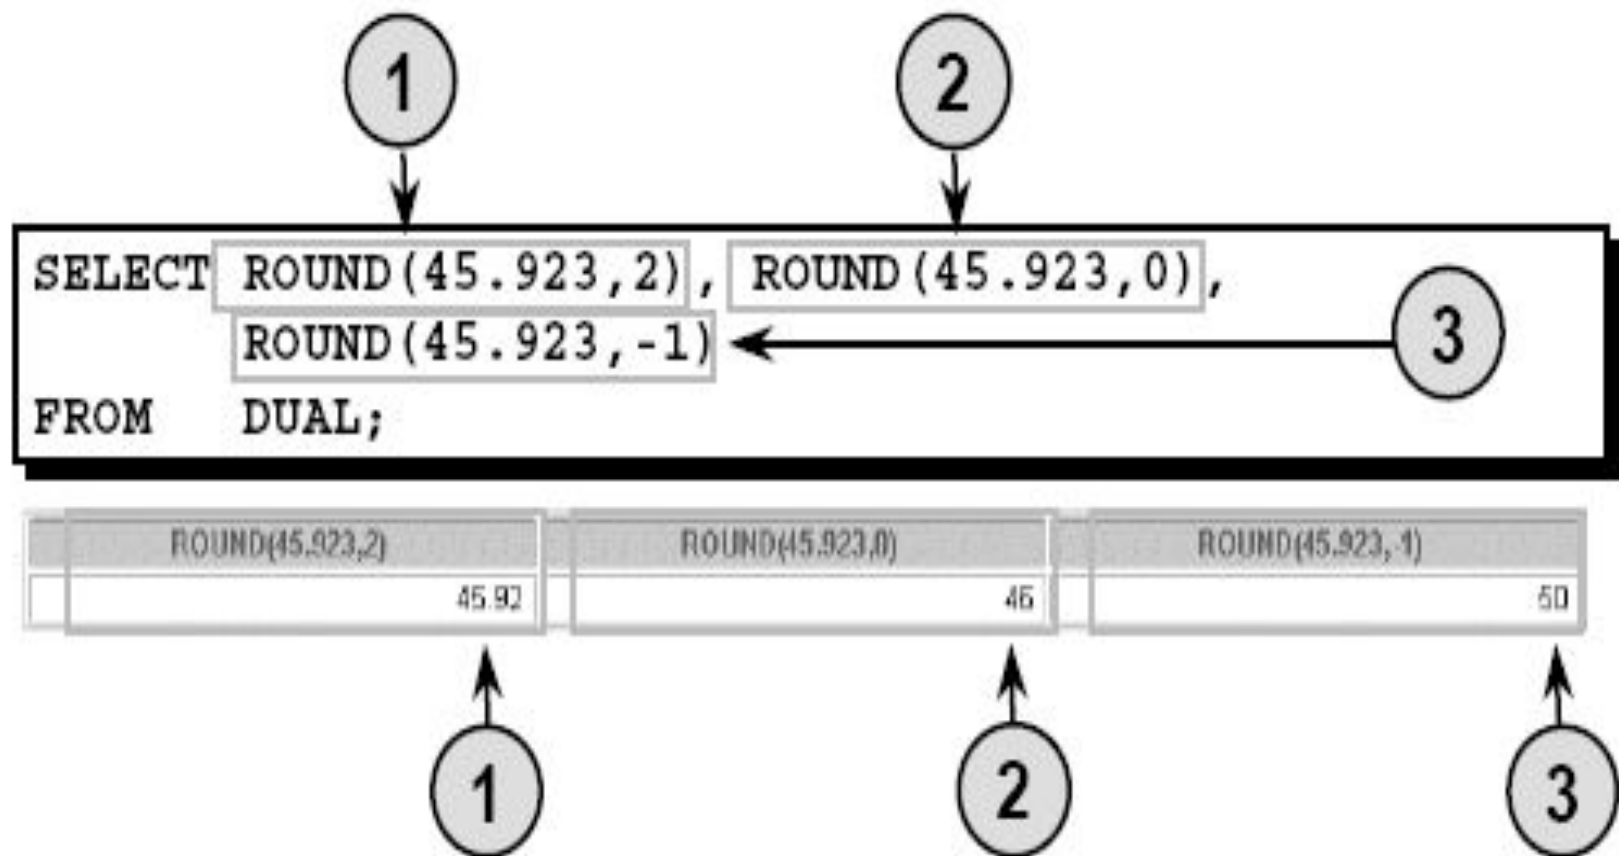 1 2
SELECT ROUND(45.923,2), ROUND(45.923,0),
ROUND(45.923,-1) 3
FROM DUAL;
ROUND(45.923,2) ROUND(45.923,0) ROUND(45.923,-1)
45.92 46 50
1 2 3